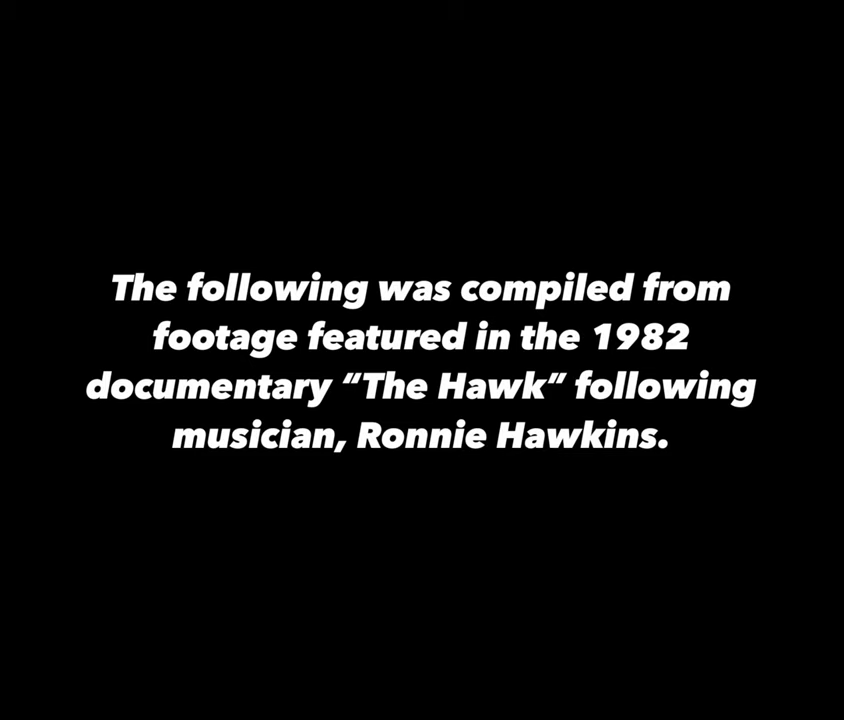 The following was compiled from
footage featured in the 1982
documentary “The Hawk” following
musician, Ronnie Hawkins.